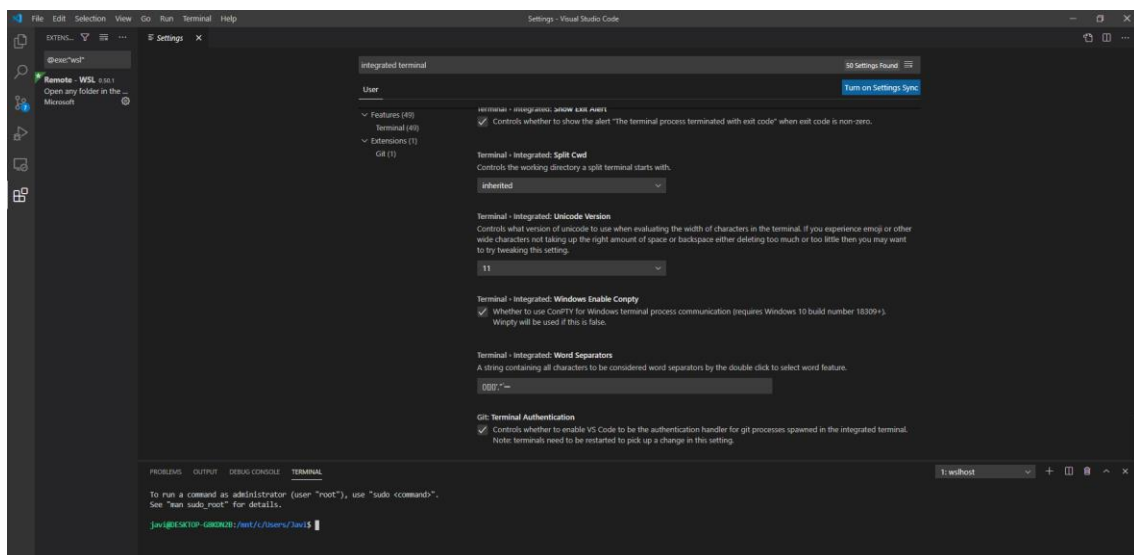 File Edit Selection View Go Run Terminal Help
Settings - Visual Studio Code
EXTENS...
Settings
@exe:"wsl"
Remote - WSL 0.50.1
Open any folder in the ...
Microsoft
integrated terminal
50 Settings Found
User
Turn on Settings Sync
Features (49)
Terminal (49)
Extensions (1)
Git (1)
Terminal › Integrated: Show Exit Alert
Controls whether to show the alert "The terminal process terminated with exit code" when exit code is non-zero.
Terminal › Integrated: Split Cwd
Controls the working directory a split terminal starts with.
inherited
Terminal › Integrated: Unicode Version
Controls what version of unicode to use when evaluating the width of characters in the terminal. If you experience emoji or other
wide characters not taking up the right amount of space or backspace either deleting too much or too little then you may want
to try tweaking this setting.
11
Terminal › Integrated: Windows Enable Conpty
Whether to use ConPTY for Windows terminal process communication (requires Windows 10 build number 18309+).
Winpty will be used if this is false.
Terminal › Integrated: Word Separators
A string containing all characters to be considered word separators by the double click to select word feature.
Git: Terminal Authentication
Controls whether to enable VS Code to be the authentication handler for git processes spawned in the integrated terminal.
Note: terminals need to be restarted to pick up a change in this setting.
PROBLEMS OUTPUT DEBUG CONSOLE TERMINAL
1: wslhost
To run a command as administrator (user "root"), use "sudo <command>".
See "man sudo_root" for details.
:/mnt/c/Users/Javi$